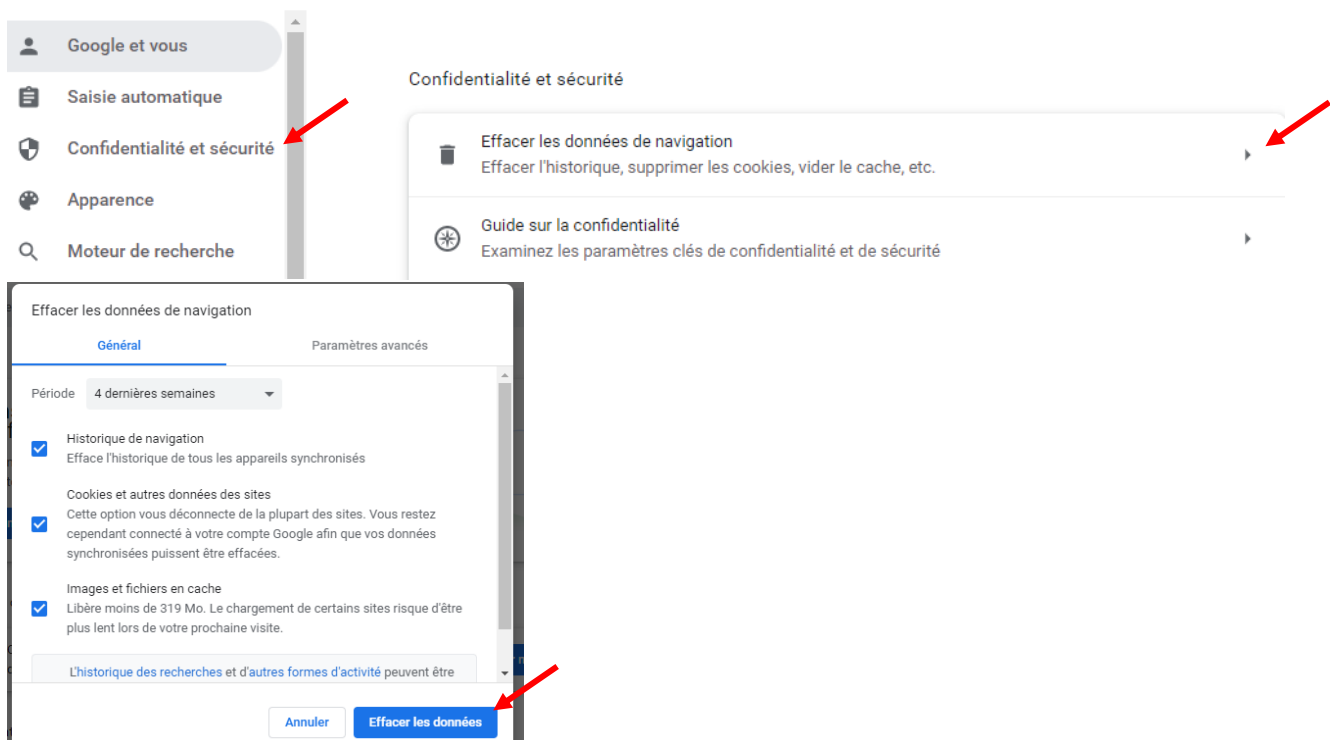 Google et vous
Saisie automatique
Confidentialité et sécurité
Apparence
Moteur de recherche
Confidentialité et sécurité
Effacer les données de navigation
Effacer l'historique, supprimer les cookies, vider le cache, etc.
Guide sur la confidentialité
Examinez les paramètres clés de confidentialité et de sécurité
Effacer les données de navigation
Général Paramètres avancés
Période 4 dernières semaines
Historique de navigation
Efface l'historique de tous les appareils synchronisés
Cookies et autres données des sites
Cette option vous déconnecte de la plupart des sites. Vous restez
cependant connecté à votre compte Google afin que vos données
synchronisées puissent être effacées.
Images et fichiers en cache
Libère moins de 319 Mo. Le chargement de certains sites risque d'être
plus lent lors de votre prochaine visite.
L'historique des recherches et d'autres formes d'activité peuvent être
Annuler Effacer les données